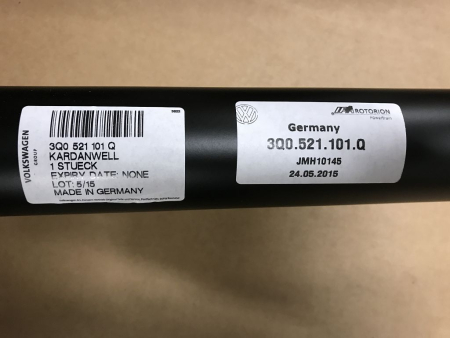 VOLKSWAGEN
GROUP
3Q0 521 101 Q
KARDANWELL
1 STUECK
EXPIRY DATE: NONE
LOT: 5/15
MADE IN GERMANY
ROTORION
Germany
3Q0.521.101.Q
JMH10145
24.05.2015